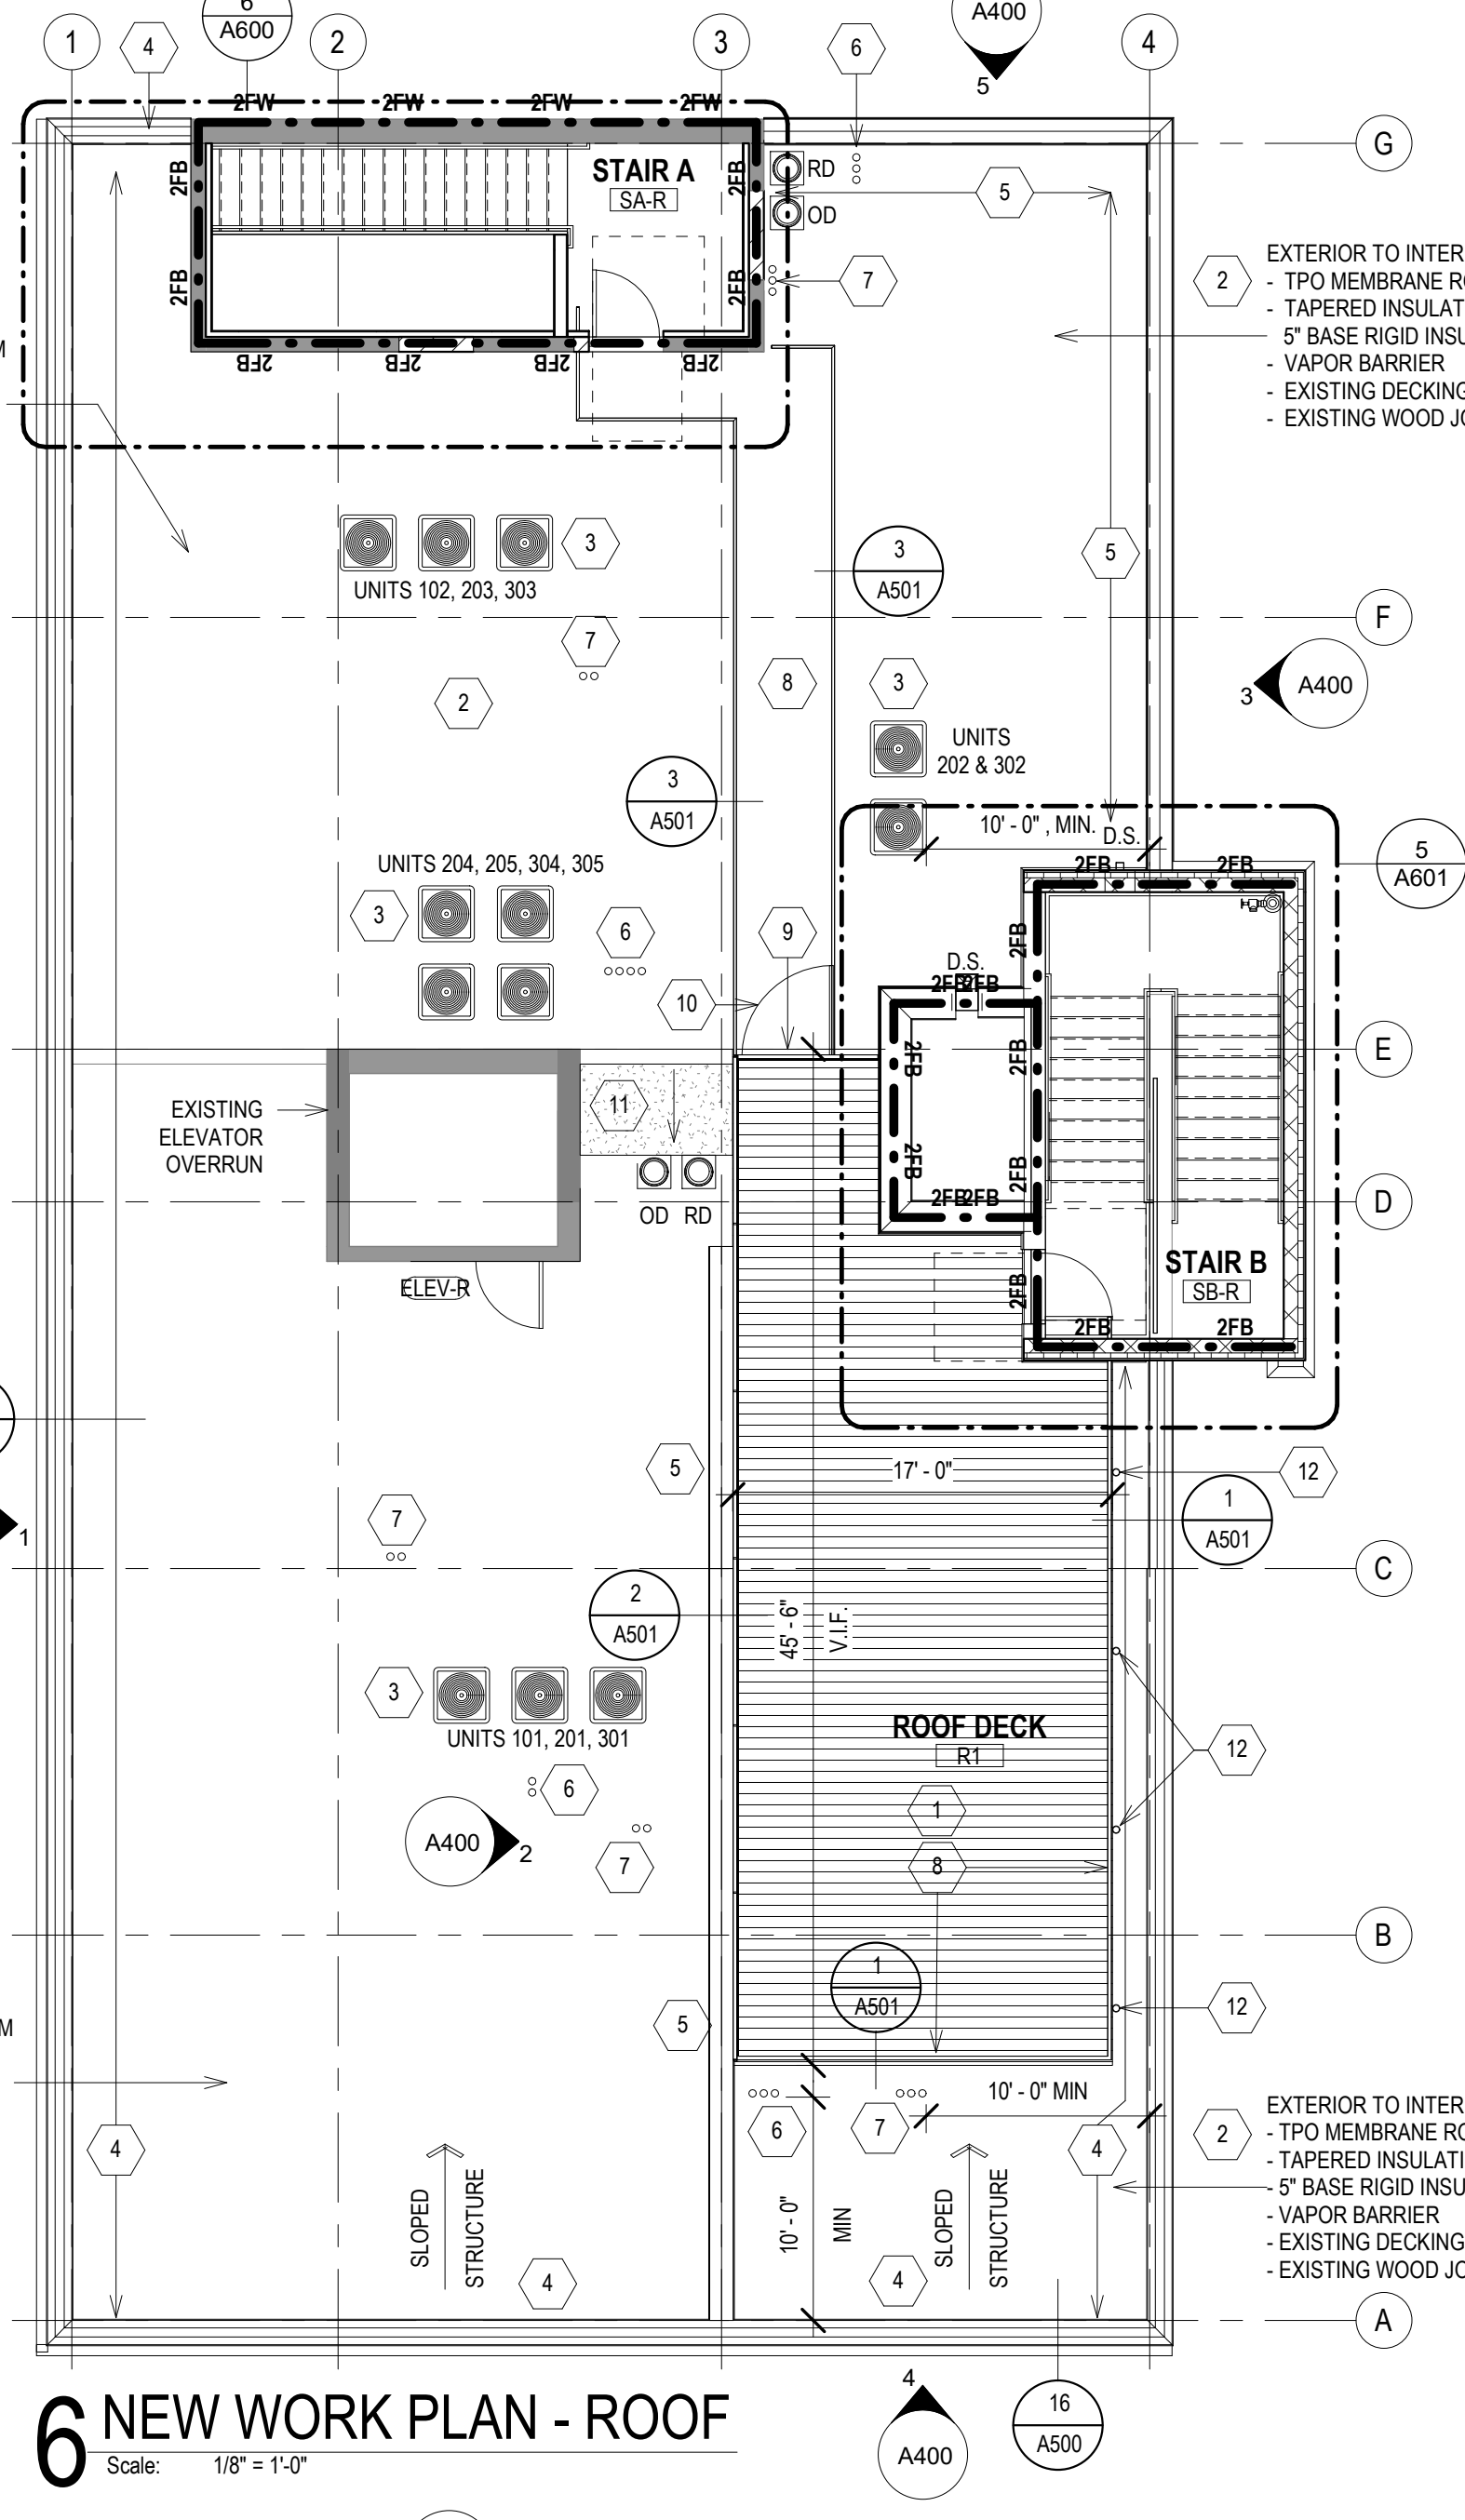 6
A600
A400
5
1
4
2
3
6
4
2FW 2FW 2FW 2FW
G
2FB
STAIR A
SA-R
2FB
RD
OD
5
2FB
2FB
7
2FB 2FB 2FB 2FB
2
EXTERIOR TO INTER
- TPO MEMBRANE RO
- TAPERED INSULAT
5" BASE RIGID INSU
- VAPOR BARRIER
- EXISTING DECKING
- EXISTING WOOD JO
M
3
UNITS 102, 203, 303
3
A501
5
F
7
2
8
3
3
A400
UNITS
202 & 302
3
A501
10' - 0" , MIN.
D.S.
5
A601
UNITS 204, 205, 304, 305
3
6
9
10
2FB 2FB
2FB
D.S.
2FB 2FB
2FB
2FB
E
EXISTING
ELEVATOR
OVERRUN
11
2FB
2FB
2FB 2FB
D
OD RD
ELEV-R
2FB
STAIR B
SB-R
2FB 2FB
5
17' - 0"
12
1
A501
1
7
C
2
A501
45' - 6"
V.I.F.
3
UNITS 101, 201, 301
ROOF DECK
R1
12
6
1
A400
2
7
8
B
1
A501
5
12
M
10' - 0" MIN
6
7
4
4
2
EXTERIOR TO INTER
- TPO MEMBRANE RO
- TAPERED INSULATI
- 5" BASE RIGID INSU
- VAPOR BARRIER
- EXISTING DECKING
- EXISTING WOOD JO
SLOPED
STRUCTURE
10' - 0"
MIN
SLOPED
STRUCTURE
4
4
A
4
A400
16
A500
6 NEW WORK PLAN - ROOF
Scale: 1/8" = 1'-0"